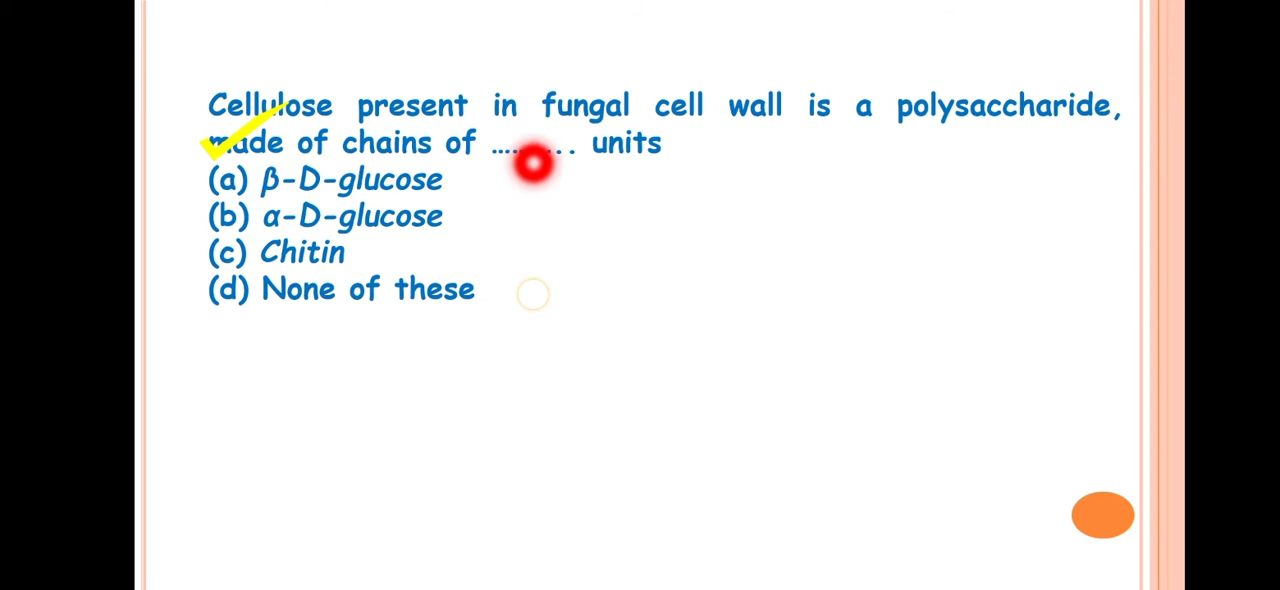 Cellulose present in fungal cell wall is a polysaccharide,
made of chains of ......... units
(a) β-D-glucose
(b) α-D-glucose
(c) Chitin
(d) None of these